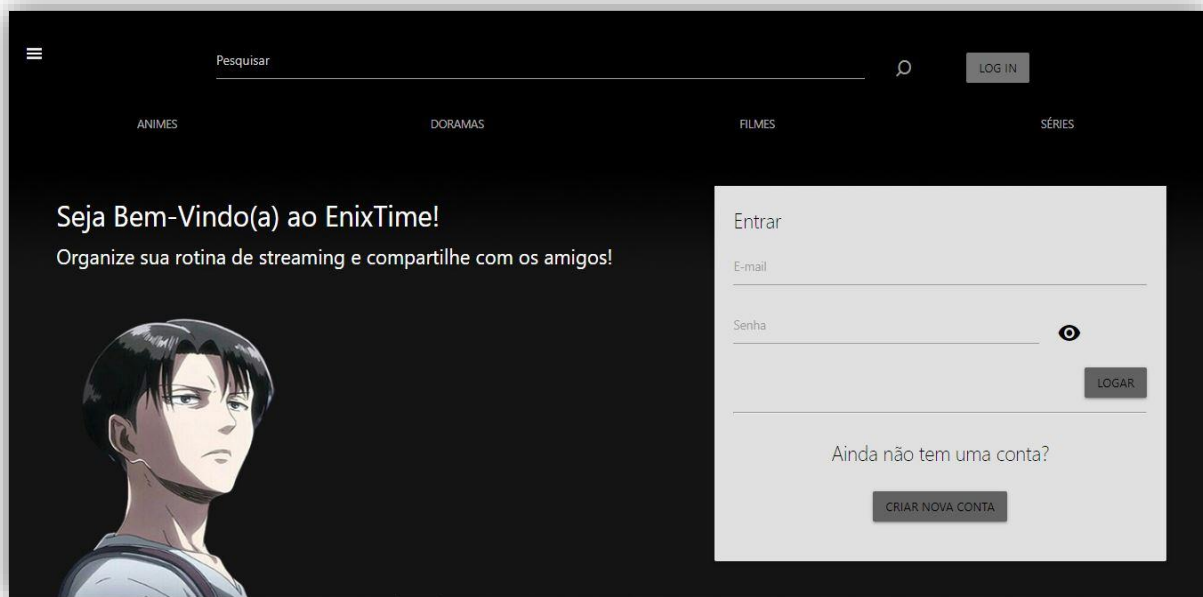 Pesquisar
LOG IN
ANIMES
DORAMAS
FILMES
SÉRIES
Seja Bem-Vindo(a) ao EnixTime!
Organize sua rotina de streaming e compartilhe com os amigos!
Entrar
E-mail
Senha
LOGAR
Ainda não tem uma conta?
CRIAR NOVA CONTA